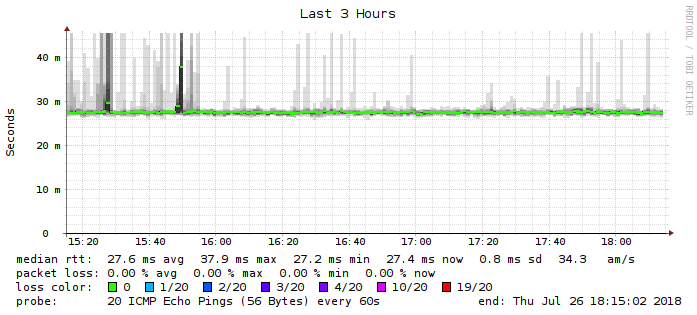 Last 3 Hours
RRDTOOL / TOBI OETIKER
Seconds
40 m
30 m
20 m
10 m
0
15:20 15:40 16:00 16:20 16:40 17:00 17:20 17:40 18:00
median rtt: 27.6 ms avg 37.9 ms max 27.2 ms min 27.4 ms now 0.8 ms sd 34.3 am/s
packet loss: 0.00 % avg 0.00 % max 0.00 % min 0.00 % now
loss color: 0 1/20 2/20 3/20 4/20 10/20 19/20
probe: 20 ICMP Echo Pings (56 Bytes) every 60s end: Thu Jul 26 18:15:02 2018